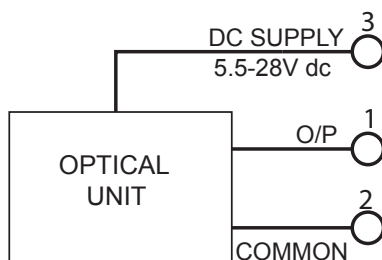 3
DC SUPPLY
5.5-28V dc
1
O/P
OPTICAL
UNIT
2
COMMON